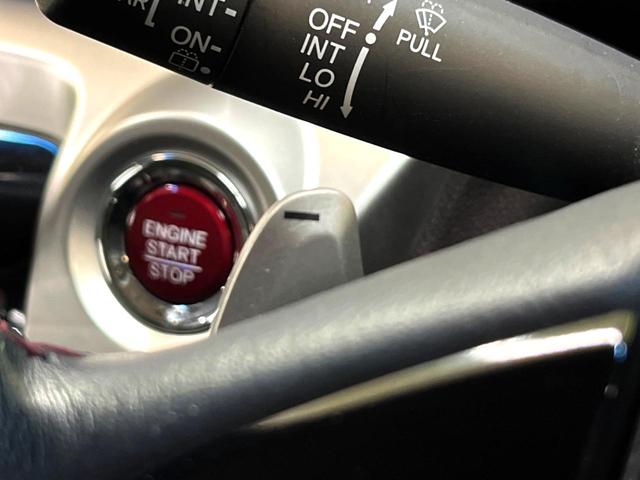 INT-
ON-
OFF
INT
LO
HI
PULL
ENGINE
START
STOP